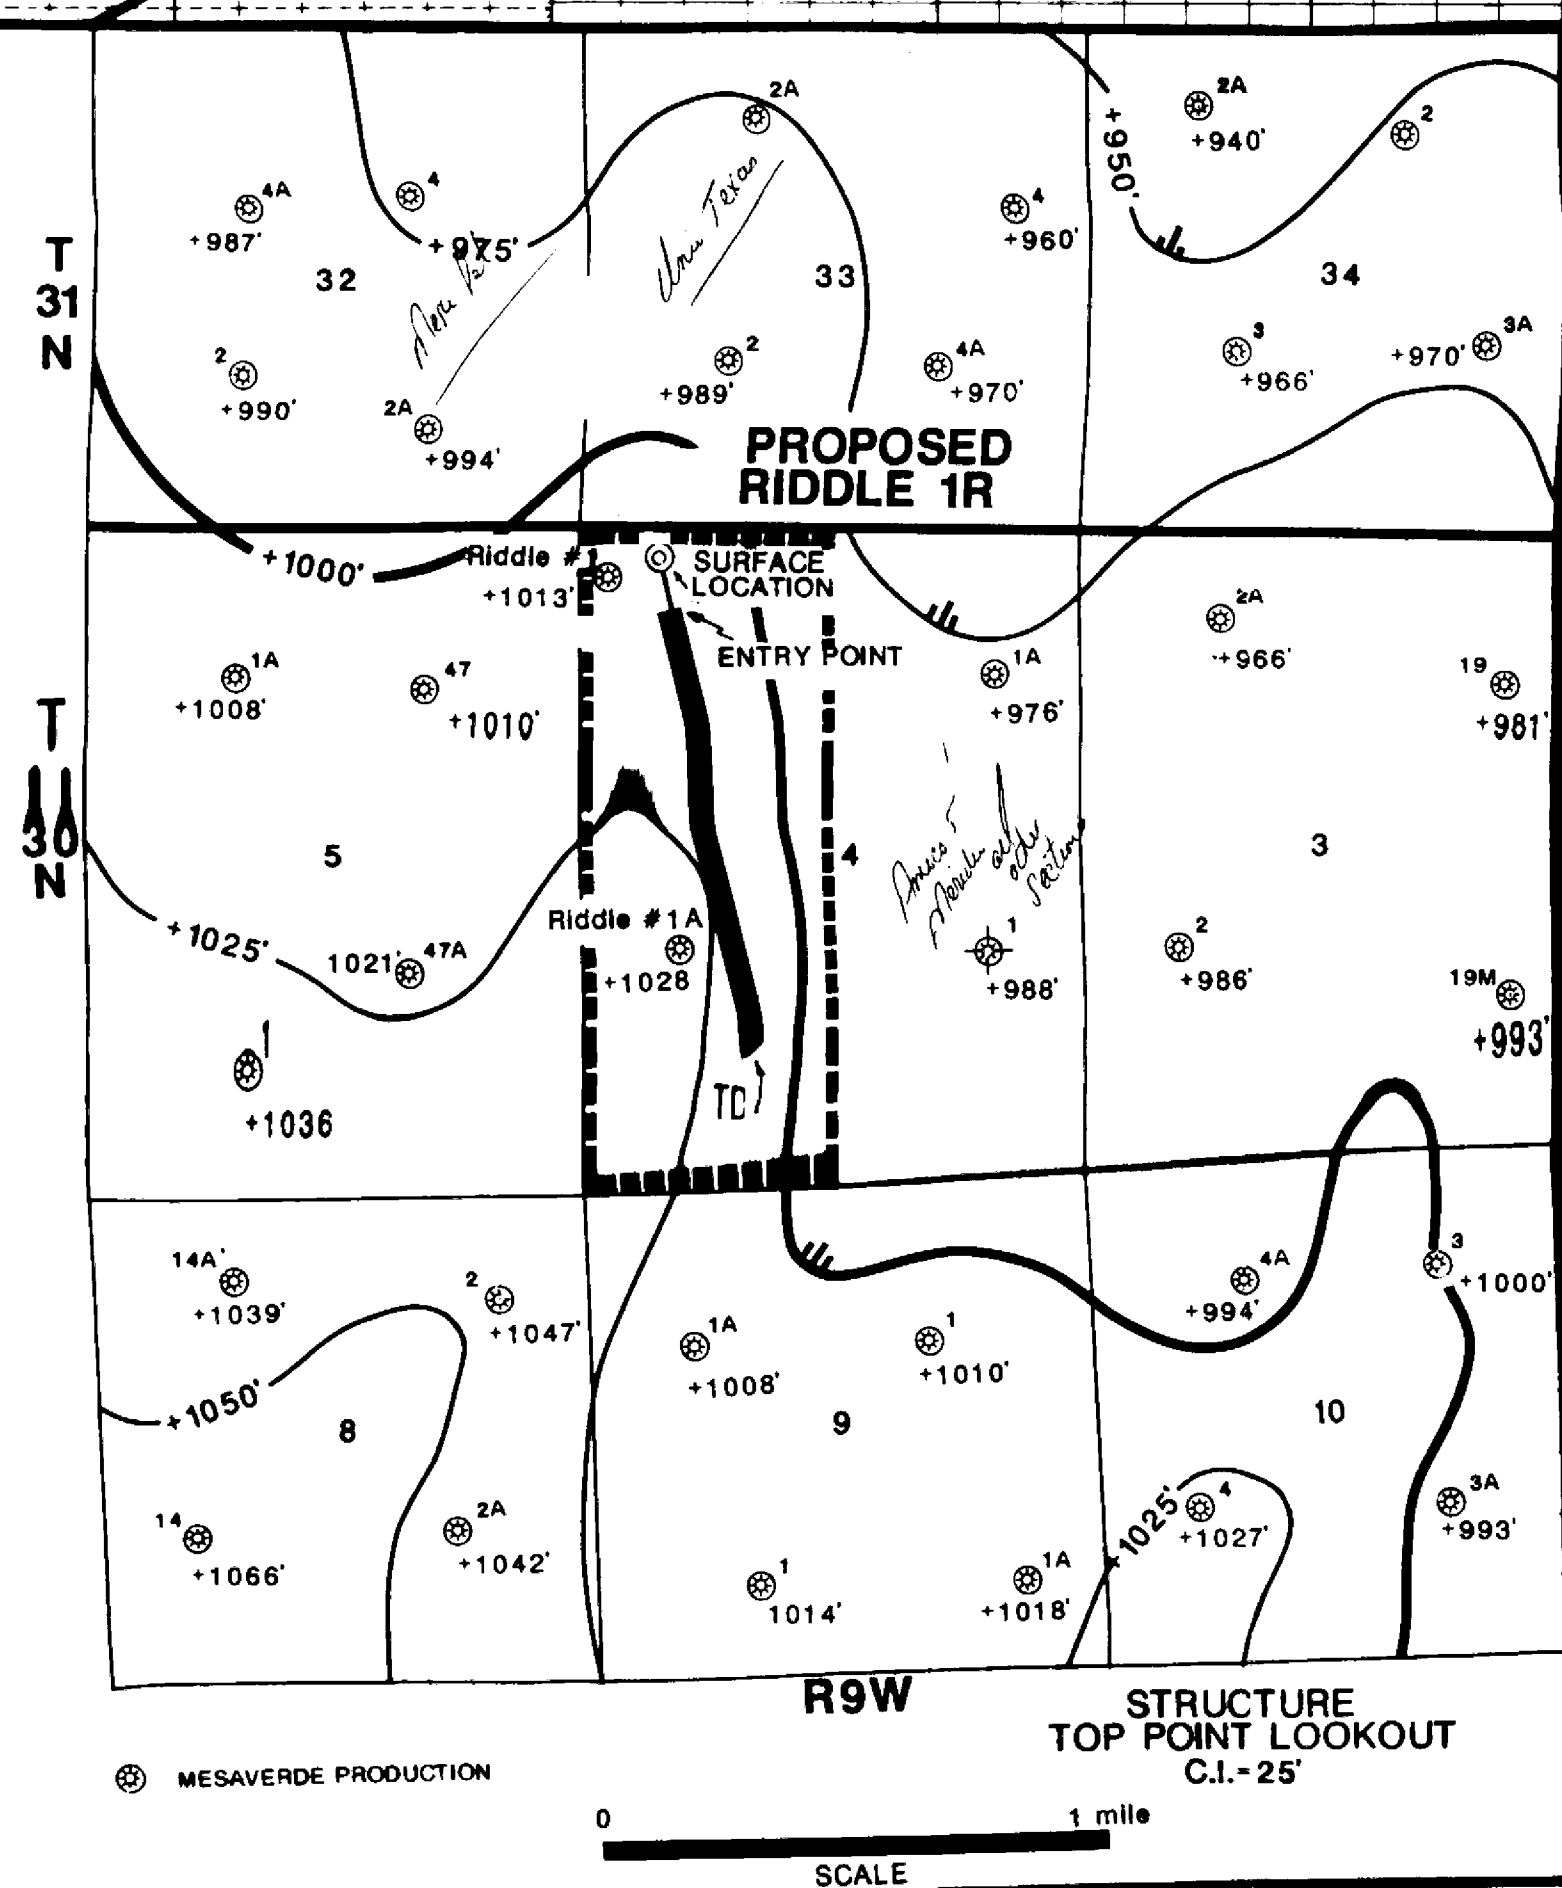 2A
2A
+940'
2
+950'
4A
+987'
4
+975'
4
+960'
T
31
N
32
33
34
Texas
2
+990'
2A
+994'
2
+989'
4A
+970'
3
+966'
3A
+970'
PROPOSED
RIDDLE 1R
+1000'
Riddle #1
+1013'
SURFACE
LOCATION
ENTRY POINT
1A
+1008'
47
+1010'
1A
+976'
2A
+966'
19
+981'
T
30
N
5
4
3
Meridian all
other
Section
+1025'
1021'
47A
Riddle #1A
+1028
1
+988'
2
+986'
19M
+993'
1
+1036
TD
14A'
+1039'
2
+1047'
1A
+1008'
1
+1010'
4A
+994'
3
+1000'
+1050'
8
9
10
14
+1066'
2A
+1042'
1
1014'
1A
+1018'
+1025'
4
+1027'
3A
+993'
R9W
STRUCTURE
TOP POINT LOOKOUT
C.I.=25'
MESAVERDE PRODUCTION
0 1 mile
SCALE